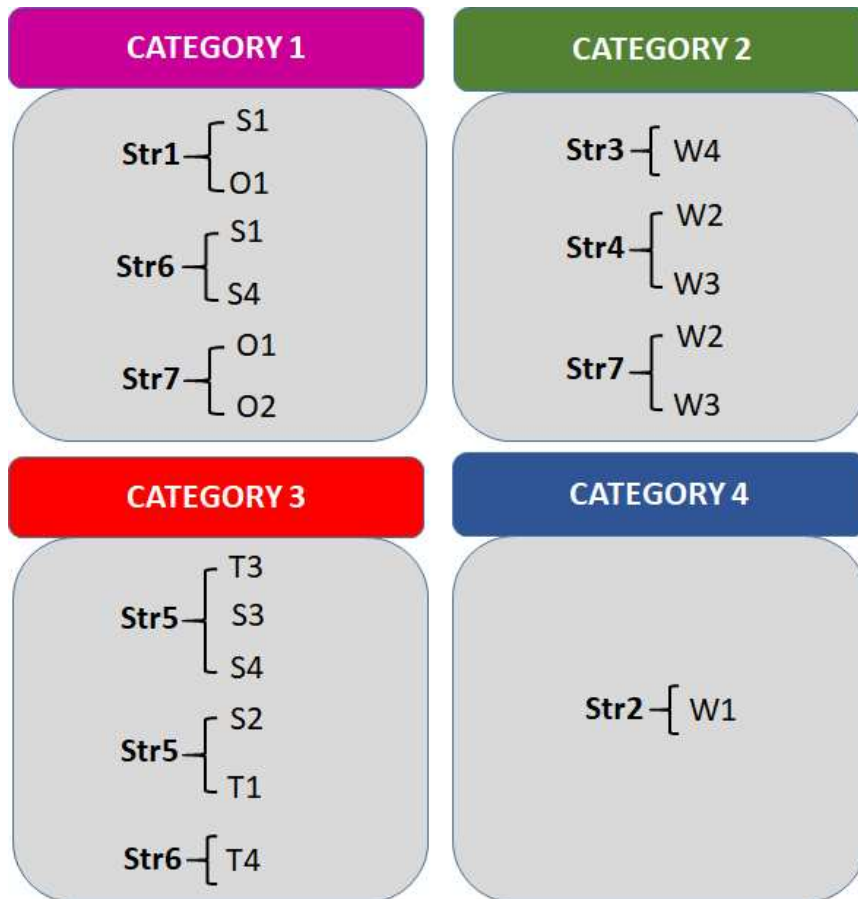 CATEGORY 1
Str1
S1
O1
Str6
S1
S4
Str7
O1
O2
CATEGORY 2
Str3
W4
Str4
W2
W3
Str7
W2
W3
CATEGORY 3
Str5
T3
S3
S4
Str5
S2
T1
Str6
T4
CATEGORY 4
Str2
W1